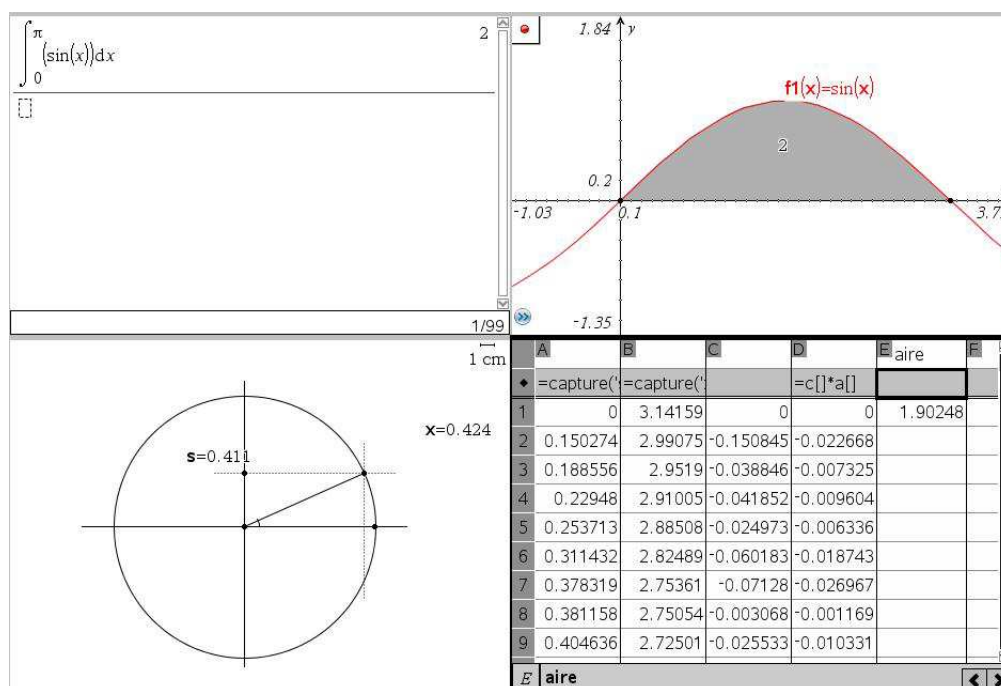 ∫₀^π (sin(x))dx 2
1/99
1.84 y
f1(x)=sin(x)
2
0.2
-1.03 0.1 3.7
-1.35
1 cm
x=0.424
s=0.411
A B C D E aire F
=capture(' =capture(' =c[]*a[]
1 0 3.14159 0 0 1.90248
2 0.150274 2.99075 -0.150845 -0.022668
3 0.188556 2.9519 -0.038846 -0.007325
4 0.22948 2.91005 -0.041852 -0.009604
5 0.253713 2.88508 -0.024973 -0.006336
6 0.311432 2.82489 -0.060183 -0.018743
7 0.378319 2.75361 -0.07128 -0.026967
8 0.381158 2.75054 -0.003068 -0.001169
9 0.404636 2.72501 -0.025533 -0.010331
E aire